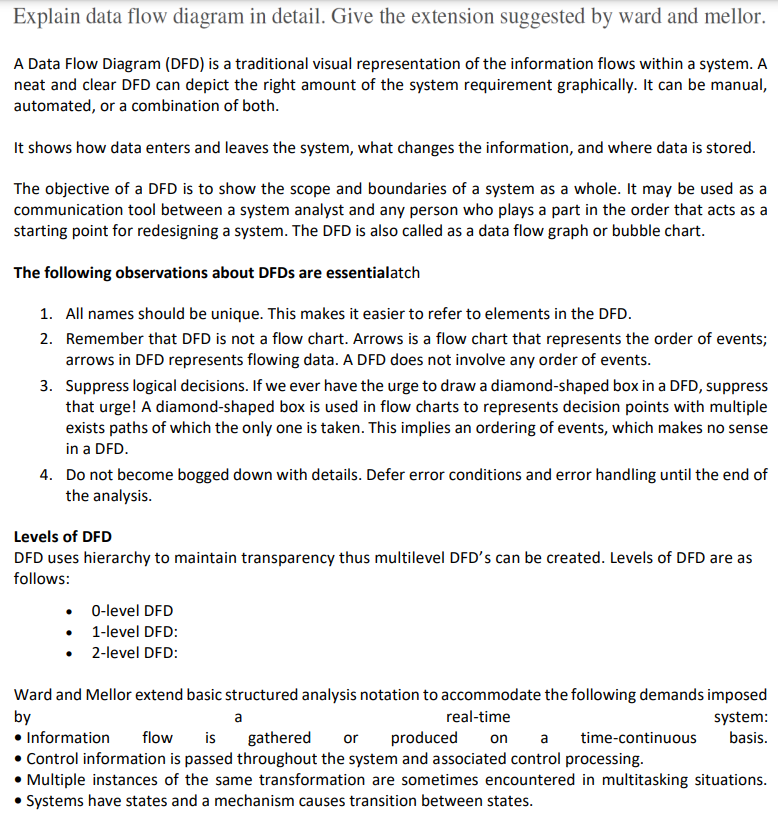 Explain data flow diagram in detail. Give the extension suggested by ward and mellor.
A Data Flow Diagram (DFD) is a traditional visual representation of the information flows within a system. A
neat and clear DFD can depict the right amount of the system requirement graphically. It can be manual,
automated, or a combination of both.
It shows how data enters and leaves the system, what changes the information, and where data is stored.
The objective of a DFD is to show the scope and boundaries of a system as a whole. It may be used as a
communication tool between a system analyst and any person who plays a part in the order that acts as a
starting point for redesigning a system. The DFD is also called as a data flow graph or bubble chart.
The following observations about DFDs are essentialatch
1. All names should be unique. This makes it easier to refer to elements in the DFD.
2. Remember that DFD is not a flow chart. Arrows is a flow chart that represents the order of events;
arrows in DFD represents flowing data. A DFD does not involve any order of events.
3. Suppress logical decisions. If we ever have the urge to draw a diamond-shaped box in a DFD, suppress
that urge! A diamond-shaped box is used in flow charts to represents decision points with multiple
exists paths of which the only one is taken. This implies an ordering of events, which makes no sense
in a DFD.
4. Do not become bogged down with details. Defer error conditions and error handling until the end of
the analysis.
Levels of DFD
DFD uses hierarchy to maintain transparency thus multilevel DFD's can be created. Levels of DFD are as
follows:
• 0-level DFD
• 1-level DFD:
• 2-level DFD:
Ward and Mellor extend basic structured analysis notation to accommodate the following demands imposed
by a real-time system:
• Information flow is gathered or produced on a time-continuous basis.
• Control information is passed throughout the system and associated control processing.
• Multiple instances of the same transformation are sometimes encountered in multitasking situations.
• Systems have states and a mechanism causes transition between states.